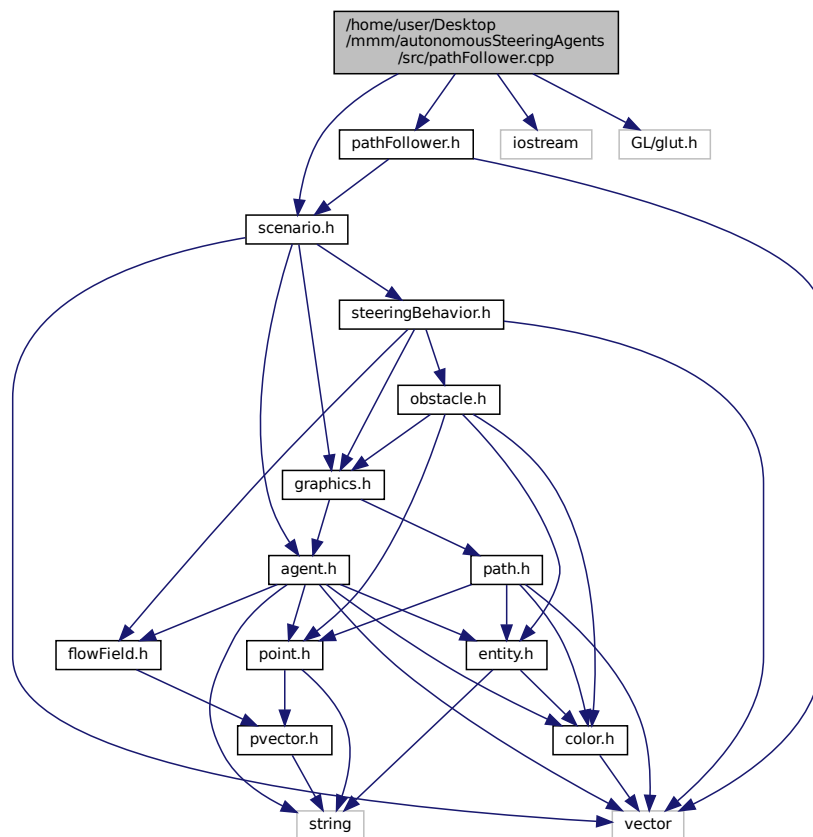 /home/user/Desktop
/mmm/autonomousSteeringAgents
/src/pathFollower.cpp
pathFollower.h
iostream
GL/glut.h
scenario.h
steeringBehavior.h
obstacle.h
graphics.h
agent.h
path.h
flowField.h
point.h
entity.h
pvector.h
color.h
string
vector